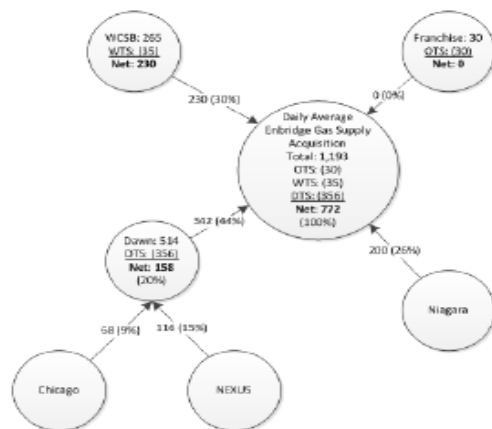 WCSB: 265
WTS: (35)
Net: 230
Franchise: 30
OTS: (30)
Net: 0
230 (30%)
0 (0%)
Daily Average
Enbridge Gas Supply
Acquisition
Total: 1,193
OTS: (30)
WTS: (35)
DTS: (356)
Net: 772
(100%)
342 (44%)
Dawn: 514
DTS: (356)
Net: 158
(20%)
200 (26%)
Niagara
68 (9%)
116 (15%)
Chicago
NEXUS